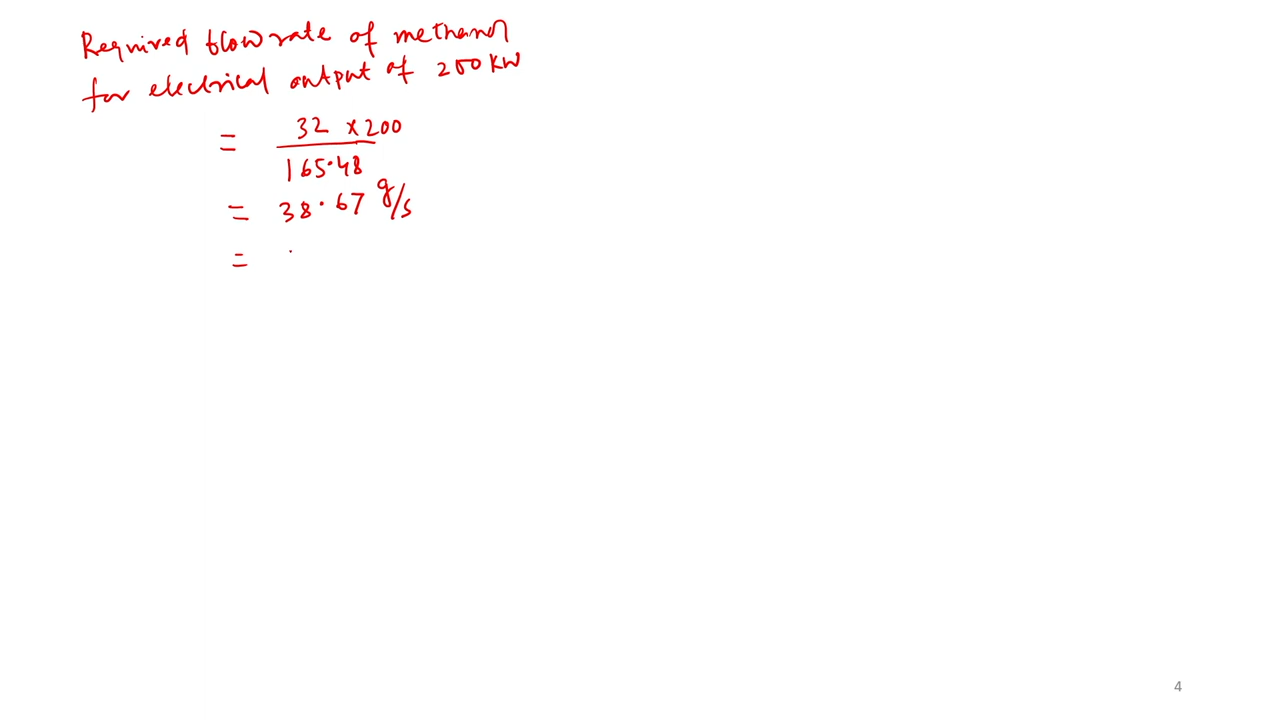 Required flow rate of methanol
for electrical output of 200 kW
= 32 × 200
165.48
= 38.67 g/s
=
4